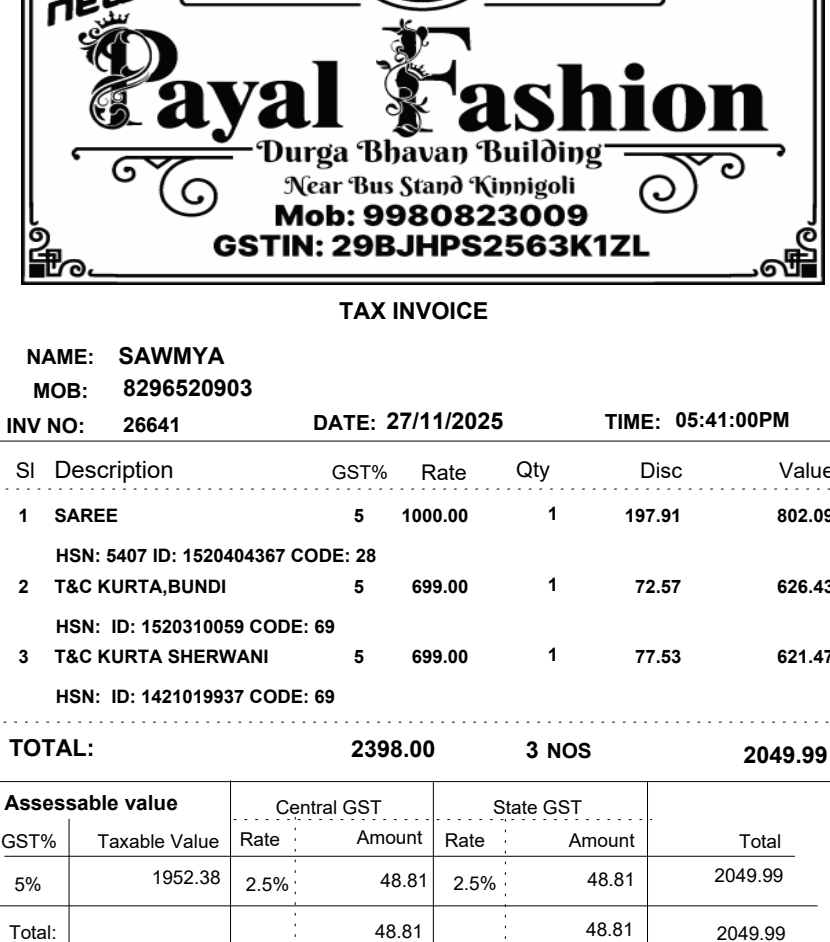 new
Payal Fashion
Durga Bhavan Building
Near Bus Stand Kinnigoli
Mob: 9980823009
GSTIN: 29BJHPS2563K1ZL
TAX INVOICE
NAME: SAWMYA
MOB: 8296520903
INV NO: 26641 DATE: 27/11/2025 TIME: 05:41:00PM
Sl Description GST% Rate Qty Disc Value
1 SAREE 5 1000.00 1 197.91 802.09
HSN: 5407 ID: 1520404367 CODE: 28
2 T&C KURTA,BUNDI 5 699.00 1 72.57 626.43
HSN: ID: 1520310059 CODE: 69
3 T&C KURTA SHERWANI 5 699.00 1 77.53 621.47
HSN: ID: 1421019937 CODE: 69
TOTAL: 2398.00 3 NOS 2049.99
Assessable value Central GST State GST
GST% Taxable Value Rate Amount Rate Amount Total
5% 1952.38 2.5% 48.81 2.5% 48.81 2049.99
Total: 48.81 48.81 2049.99